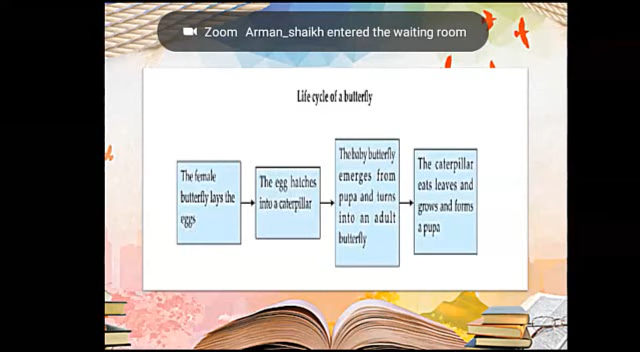 Zoom Arman_shaikh entered the waiting room
Life cycle of a butterfly
The female
butterfly lays the
eggs
The egg hatches
into a caterpillar
The baby butterfly
emerges from
pupa and turns
into an adult
butterfly
The caterpillar
eats leaves and
grows and forms
a pupa